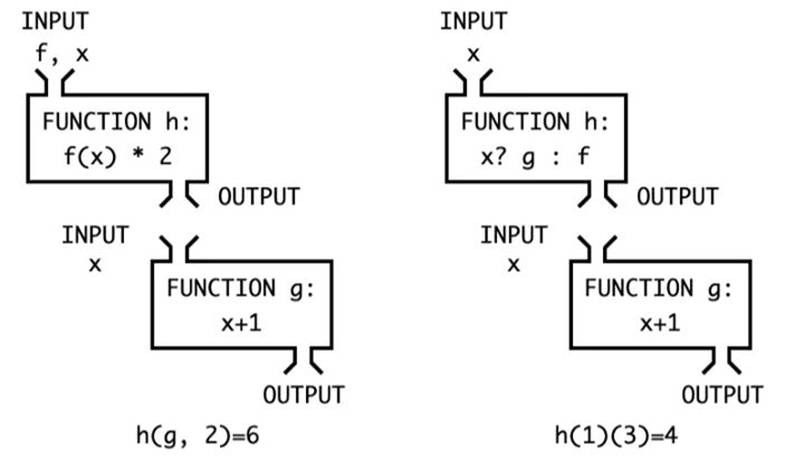 INPUT
f, x
FUNCTION h:
f(x) * 2
OUTPUT
INPUT
x
FUNCTION g:
x+1
OUTPUT
h(g, 2)=6
INPUT
x
FUNCTION h:
x? g : f
OUTPUT
INPUT
x
FUNCTION g:
x+1
OUTPUT
h(1)(3)=4